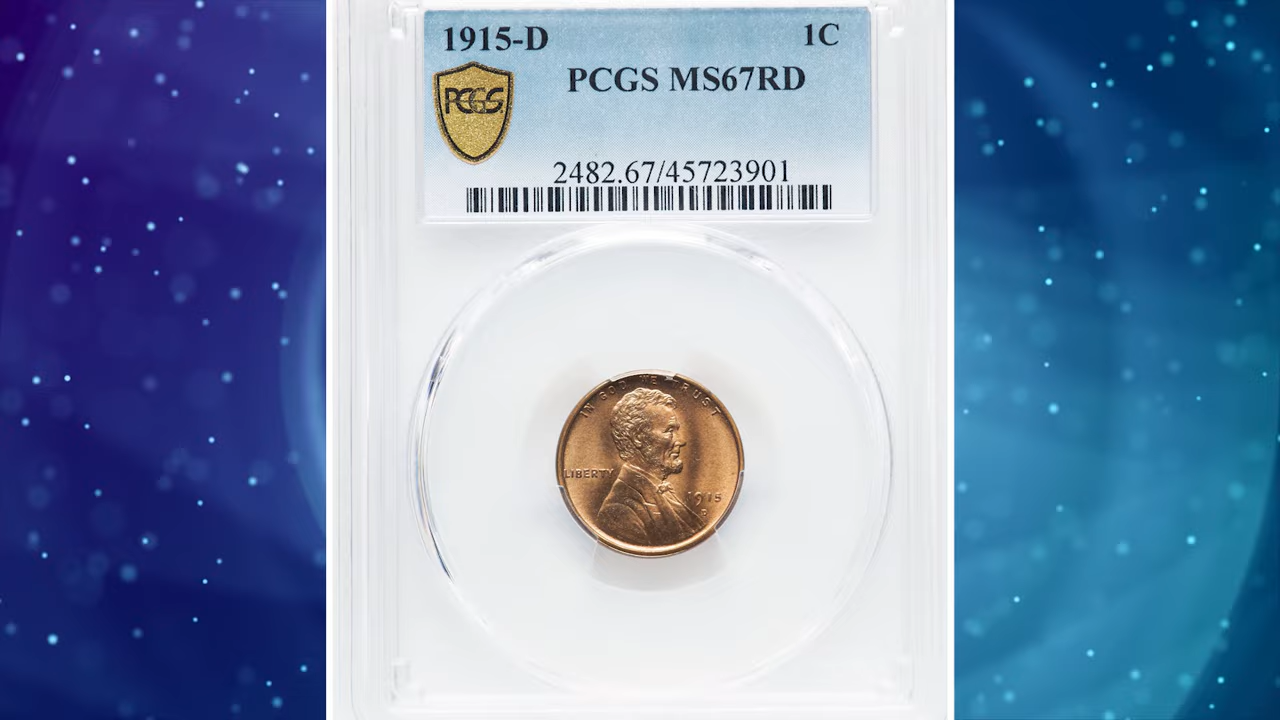 1915-D 1C
PCGS MS67RD
PCGS
2482.67/45723901
IN GOD WE TRUST
LIBERTY
1915
D